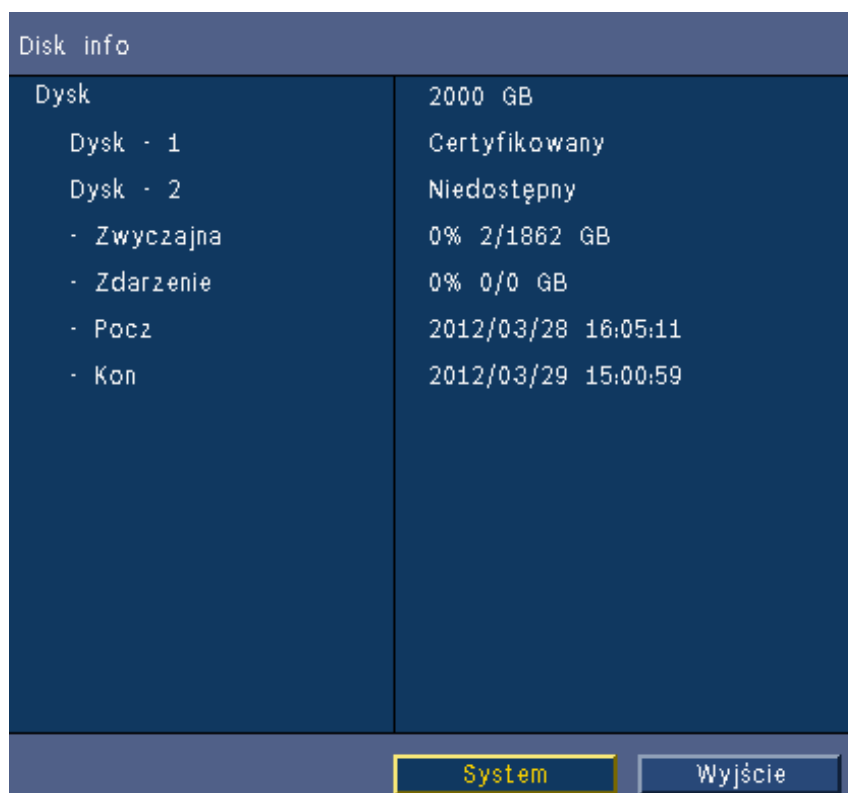 Disk info
Dysk 2000 GB
Dysk - 1 Certyfikowany
Dysk - 2 Niedostępny
- Zwyczajna 0% 2/1862 GB
- Zdarzenie 0% 0/0 GB
- Pocz 2012/03/28 16:05:11
- Kon 2012/03/29 15:00:59
System Wyjście